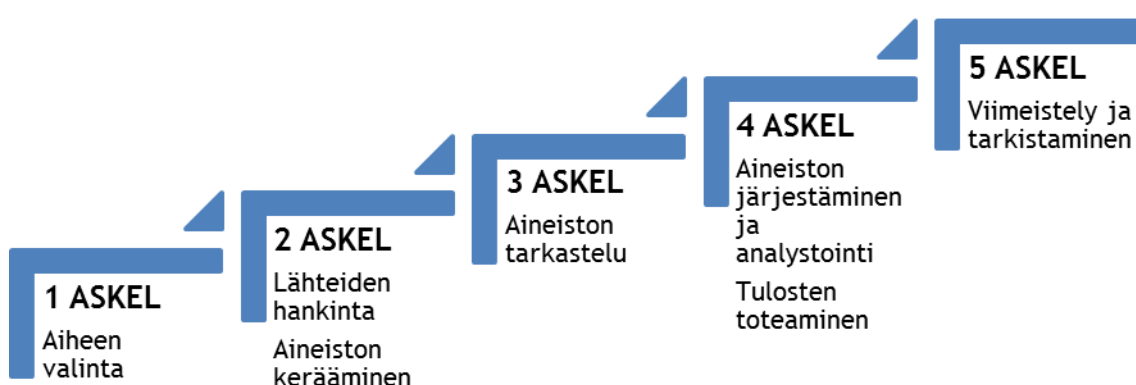 1 ASKEL
Aiheen
valinta
2 ASKEL
Lähteiden
hankinta
Aineiston
kerääminen
3 ASKEL
Aineiston
tarkastelu
4 ASKEL
Aineiston
järjestäminen
ja
analystointi
Tulosten
toteaminen
5 ASKEL
Viimeistely ja
tarkistaminen